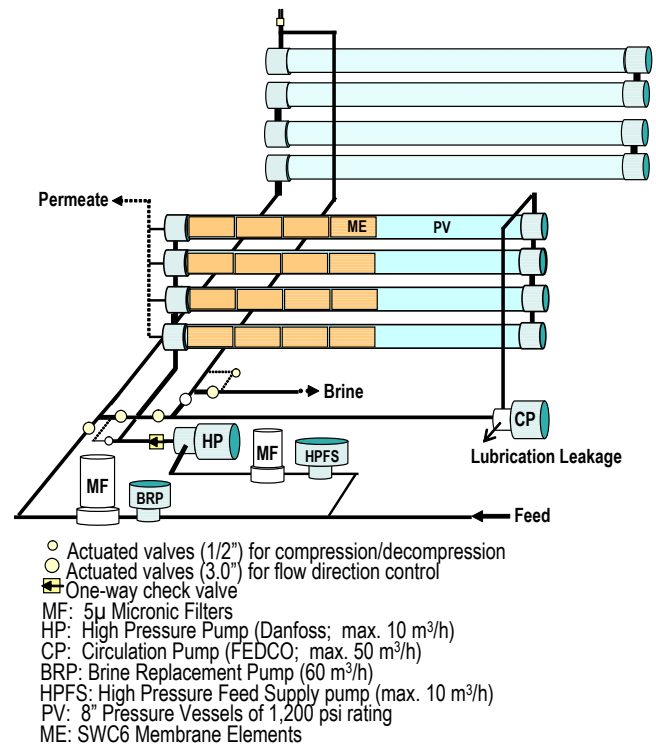 Permeate
ME
PV
Brine
CP
HP
MF
HPFS
Lubrication Leakage
MF
BRP
Feed
Actuated valves (1/2") for compression/decompression
Actuated valves (3.0") for flow direction control
One-way check valve
MF: 5µ Micronic Filters
HP: High Pressure Pump (Danfoss; max. 10 m³/h)
CP: Circulation Pump (FEDCO; max. 50 m³/h)
BRP: Brine Replacement Pump (60 m³/h)
HPFS: High Pressure Feed Supply pump (max. 10 m³/h)
PV: 8" Pressure Vessels of 1,200 psi rating
ME: SWC6 Membrane Elements